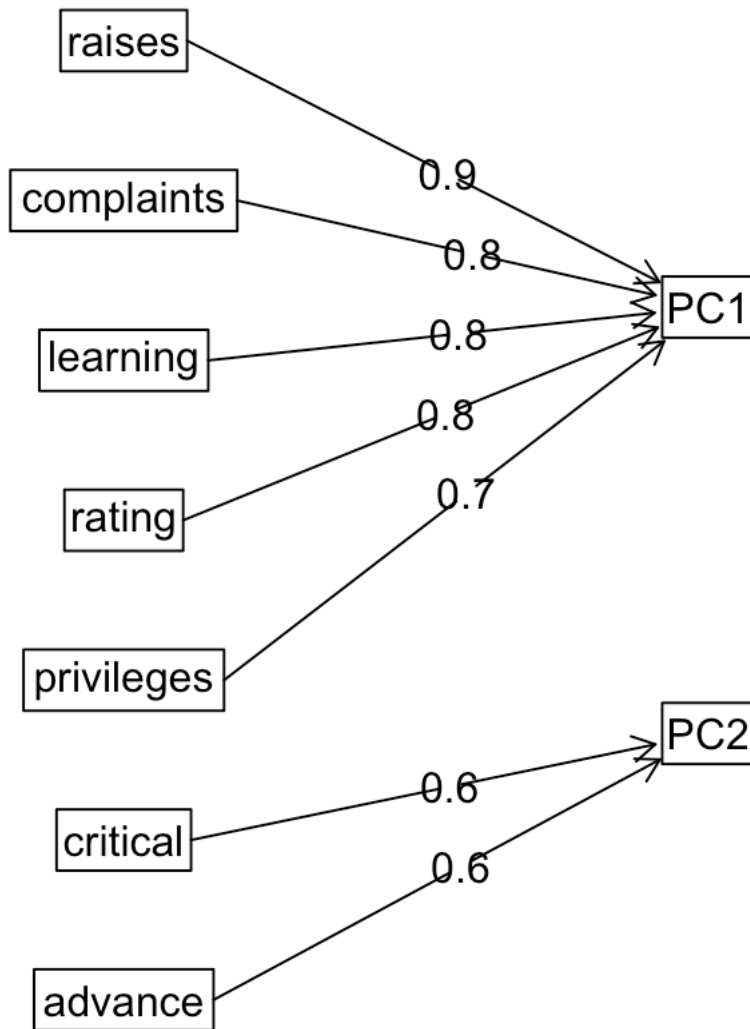 raises
0.9
complaints
0.8
PC1
learning
0.8
rating
0.8
0.7
privileges
PC2
critical
0.6
0.6
advance